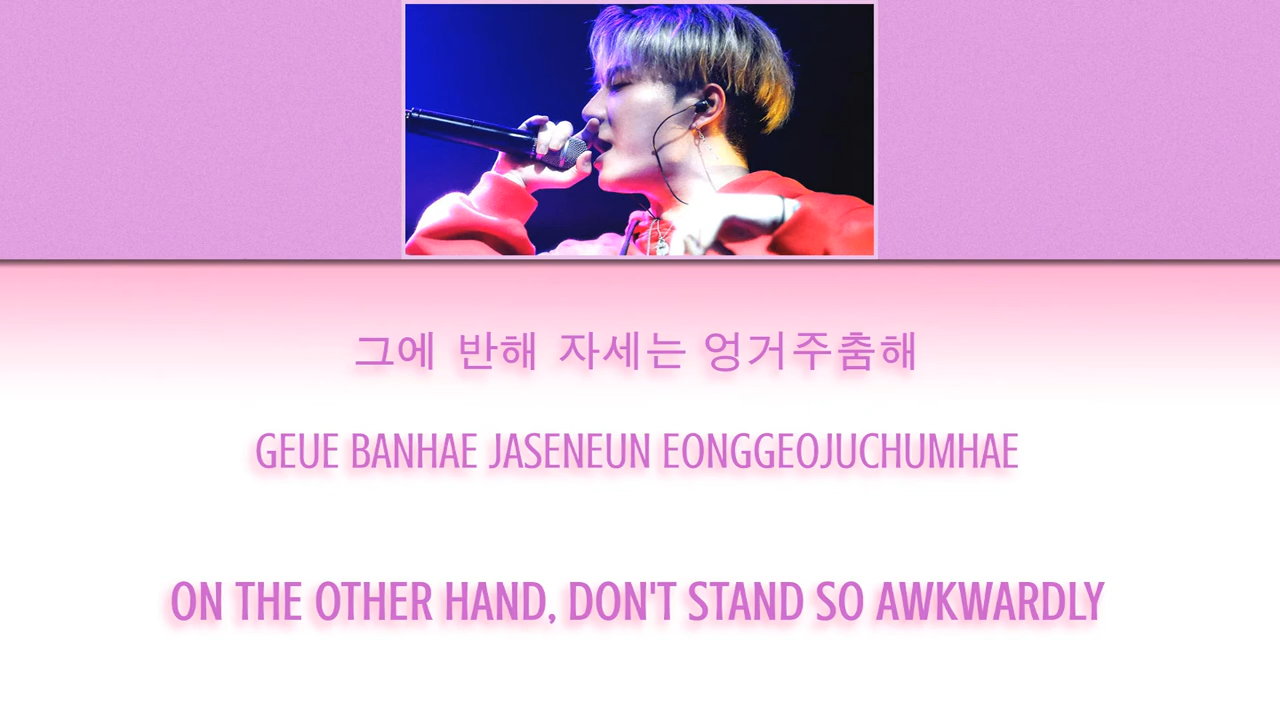 그에 반해 자세는 엉거주춤해
GEUE BANHAE JASENEUN EONGGEOJUCHUMHAE
ON THE OTHER HAND, DON'T STAND SO AWKWARDLY